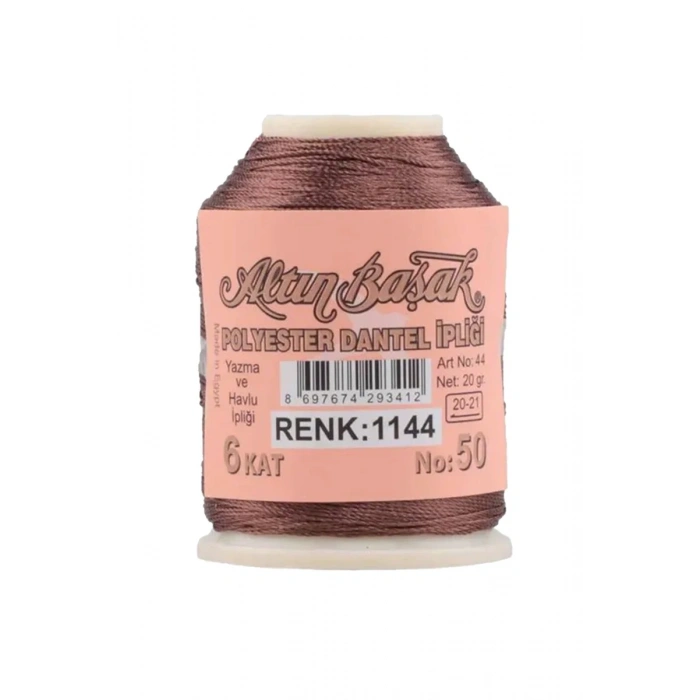 Altın Başak®
POLYESTER DANTEL İPLİĞİ
Made in Egypt
Yazma
ve
Havlu
İpliği
8 697674 293412
Art No: 44
Net: 20 gr.
20-21
RENK:1144
6 KAT
No: 50